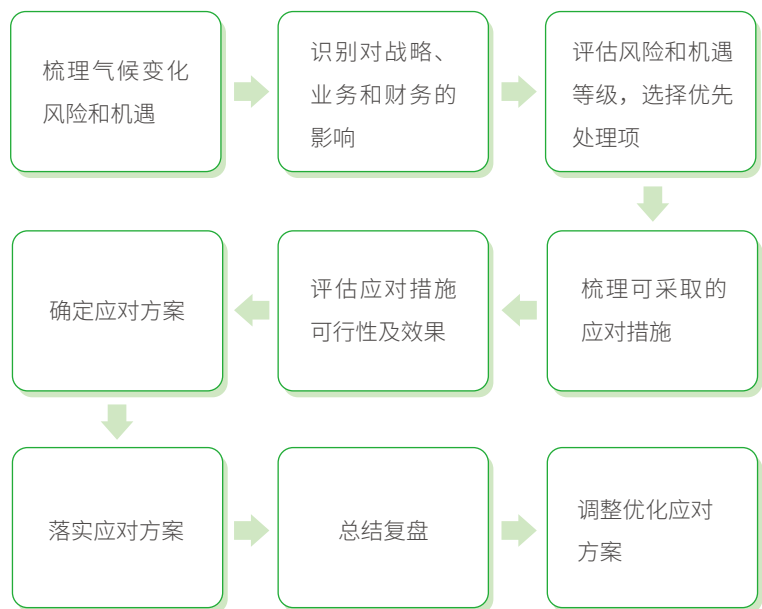 梳理气候变化
风险和机遇
识别对战略、
业务和财务的
影响
评估风险和机遇
等级，选择优先
处理项
梳理可采取的
应对措施
评估应对措施
可行性及效果
确定应对方案
落实应对方案
总结复盘
调整优化应对
方案